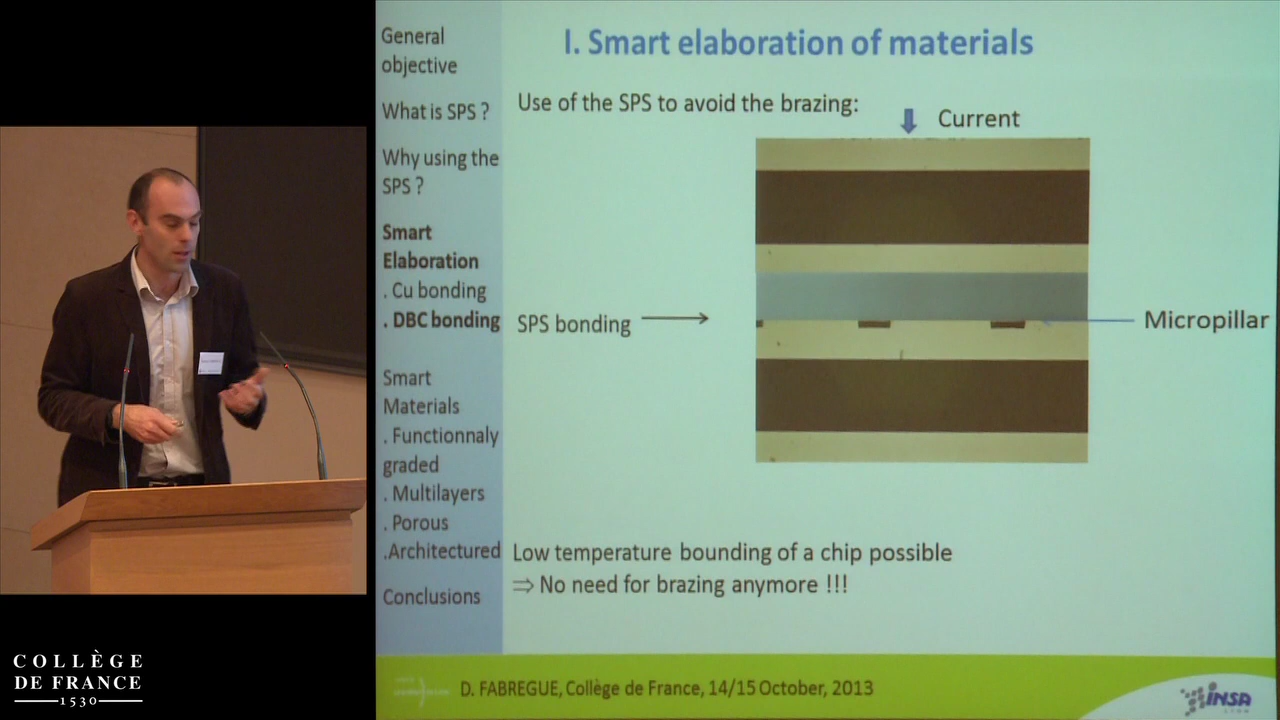 General
objective
What is SPS ?
Why using the
SPS ?
Smart
Elaboration
. Cu bonding
. DBC bonding
Smart
Materials
. Functionnaly
graded
. Multilayers
. Porous
.Architectured
Conclusions
I. Smart elaboration of materials
Use of the SPS to avoid the brazing:
Current
SPS bonding
Micropillar
Low temperature bounding of a chip possible
⇒ No need for brazing anymore !!!
D. FABREGUE, Collège de France, 14/15 October, 2013
INSA
COLLÈGE
DE FRANCE
1530